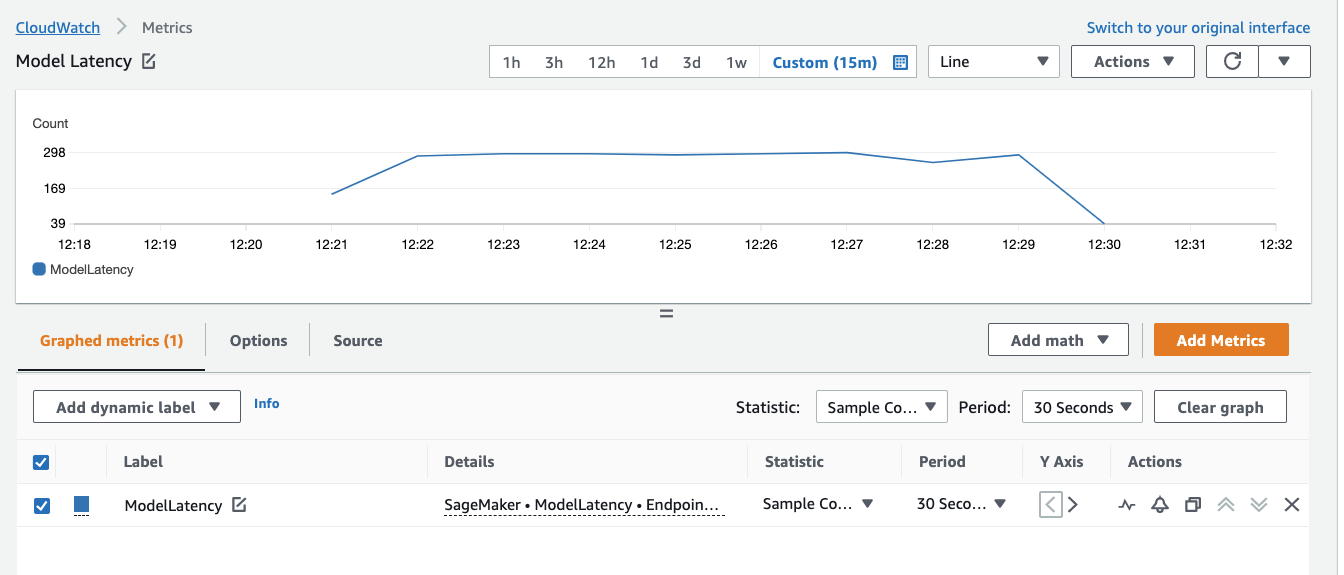 CloudWatch > Metrics
Switch to your original interface
Model Latency
1h 3h 12h 1d 3d 1w Custom (15m)
Line
Actions
Count
298
169
39
12:18 12:19 12:20 12:21 12:22 12:23 12:24 12:25 12:26 12:27 12:28 12:29 12:30 12:31 12:32
ModelLatency
Graphed metrics (1) Options Source
Add math
Add Metrics
Add dynamic label
Info
Statistic: Sample Co... Period: 30 Seconds
Clear graph
Label Details Statistic Period Y Axis Actions
ModelLatency SageMaker • ModelLatency • Endpoin... Sample Co... 30 Seco...